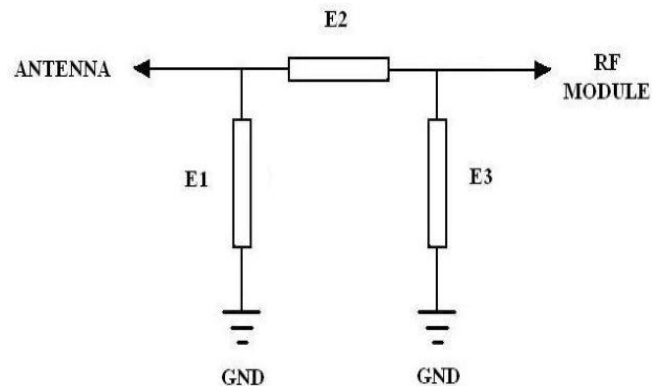 E2
ANTENNA
RF
MODULE
E1
E3
GND
GND